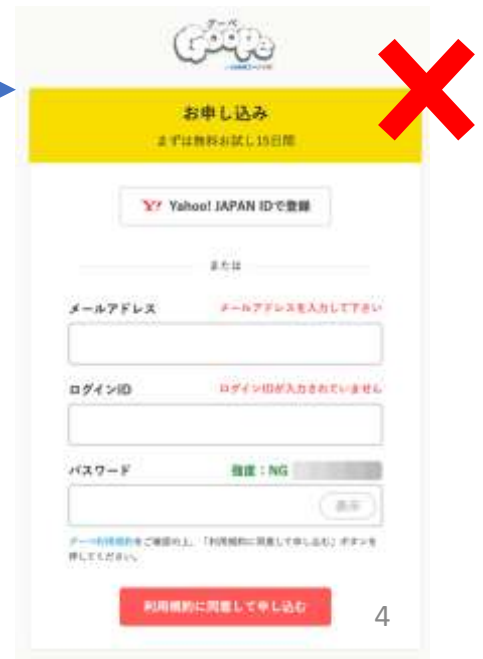 グーペ
Goope
お申し込み
まずは無料お試し15日間
Yahoo! JAPAN IDで登録
または
メールアドレス
メールアドレスを入力して下さい
ログインID
ログインIDが入力されていません
パスワード
強度：NG
表示
グーペ利用規約をご確認の上、「利用規約に同意して申し込む」ボタンを
押してください。
利用規約に同意して申し込む
4